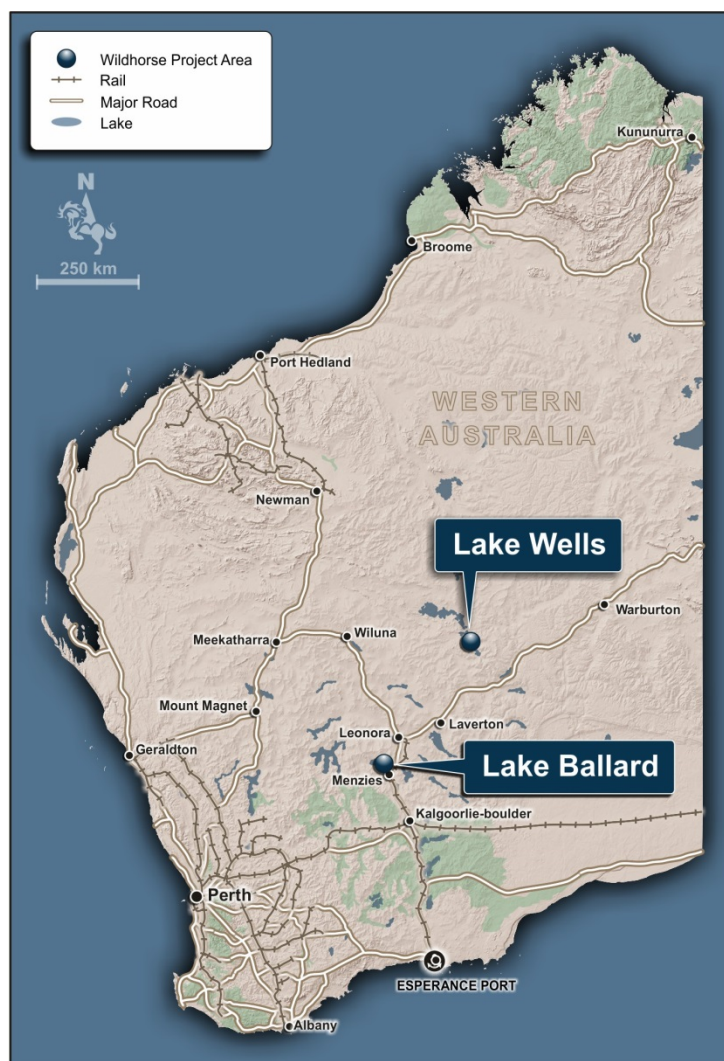 Wildhorse Project Area
Rail
Major Road
Lake
N
250 km
Kununurra
Broome
Port Hedland
WESTERN
AUSTRALIA
Newman
Lake Wells
Warburton
Meekatharra
Wiluna
Mount Magnet
Laverton
Leonora
Geraldton
Lake Ballard
Menzies
Kalgoorlie-boulder
Perth
ESPERANCE PORT
Albany